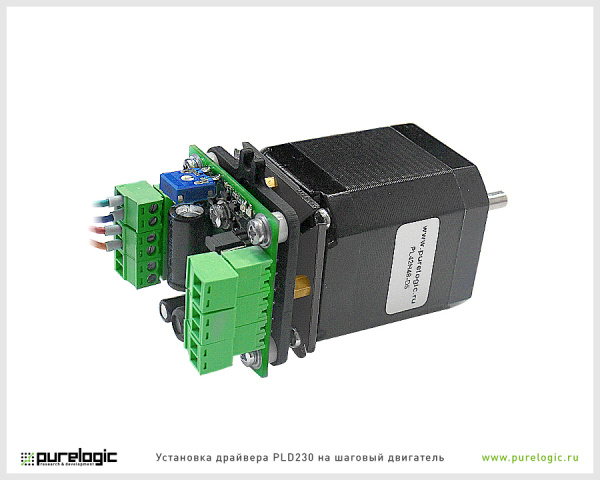 www.purelogic.ru
PL42H48-D5
purelogic
research & development
Установка драйвера PLD230 на шаговый двигатель
www.purelogic.ru